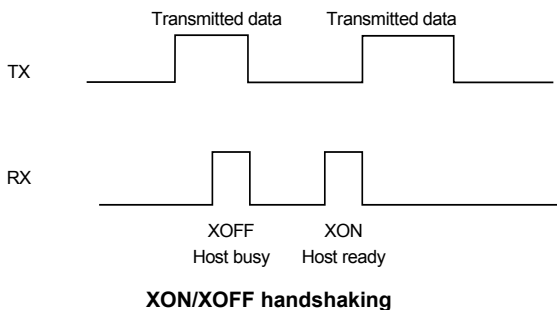 Transmitted data Transmitted data
TX
RX
XOFF XON
Host busy Host ready
XON/XOFF handshaking